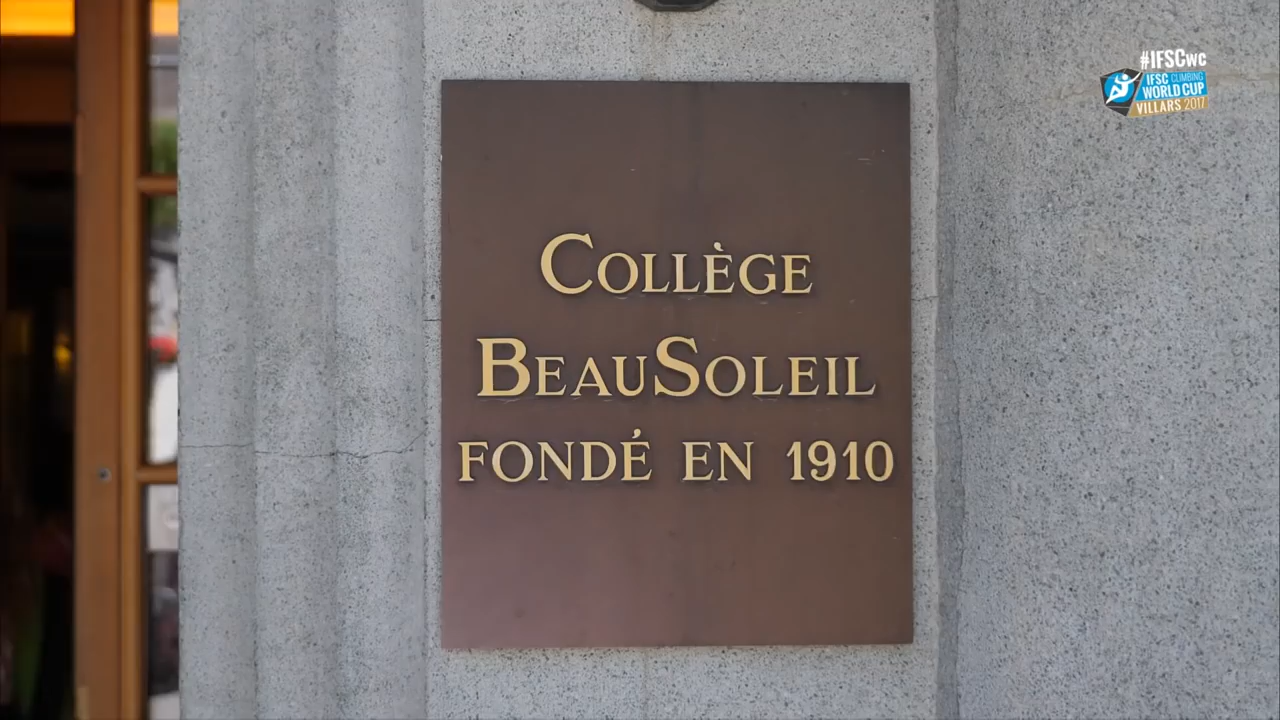 #IFSCWC
IFSC CLIMBING
WORLD CUP
VILLARS 2017
COLLÈGE
BEAUSOLEIL
FONDÉ EN 1910